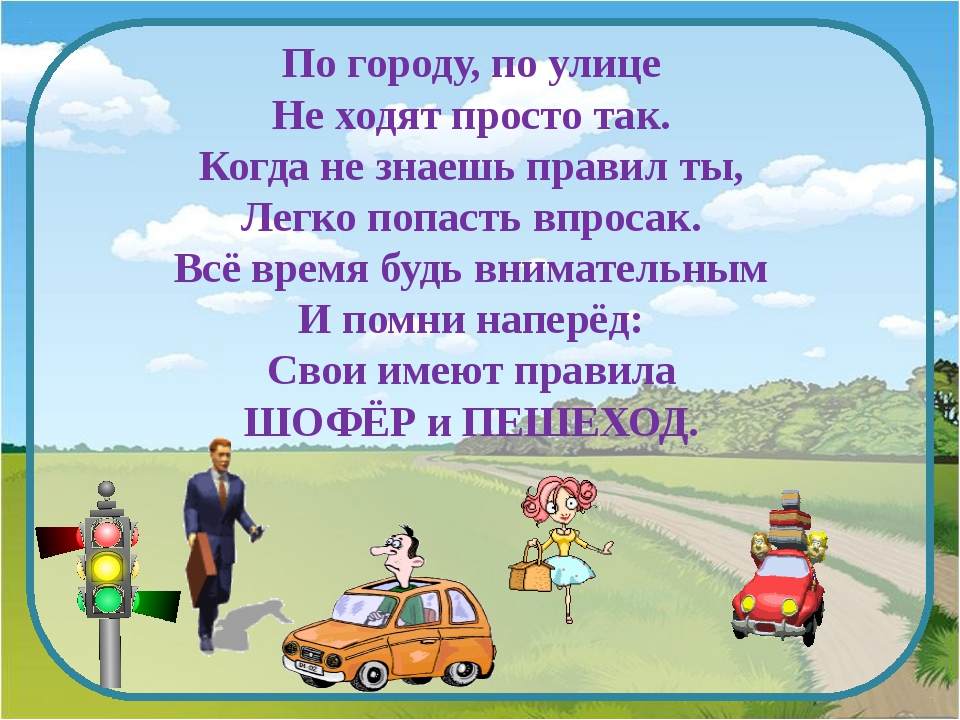 По городу, по улице
Не ходят просто так.
Когда не знаешь правил ты,
Легко попасть впросак.
Всё время будь внимательным
И помни наперёд:
Свои имеют правила
ШОФЁР и ПЕШЕХОД.